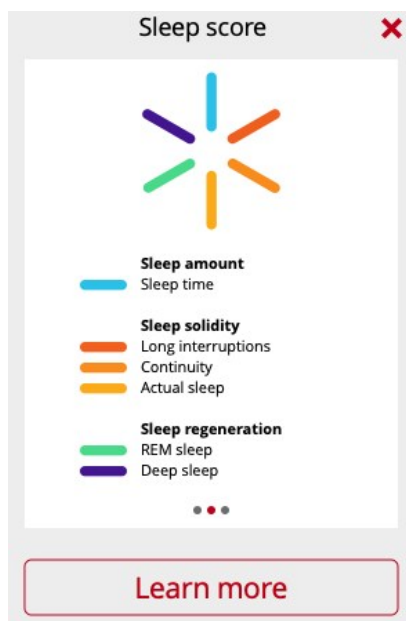 Sleep score
Sleep amount
Sleep time
Sleep solidity
Long interruptions
Continuity
Actual sleep
Sleep regeneration
REM sleep
Deep sleep
Learn more